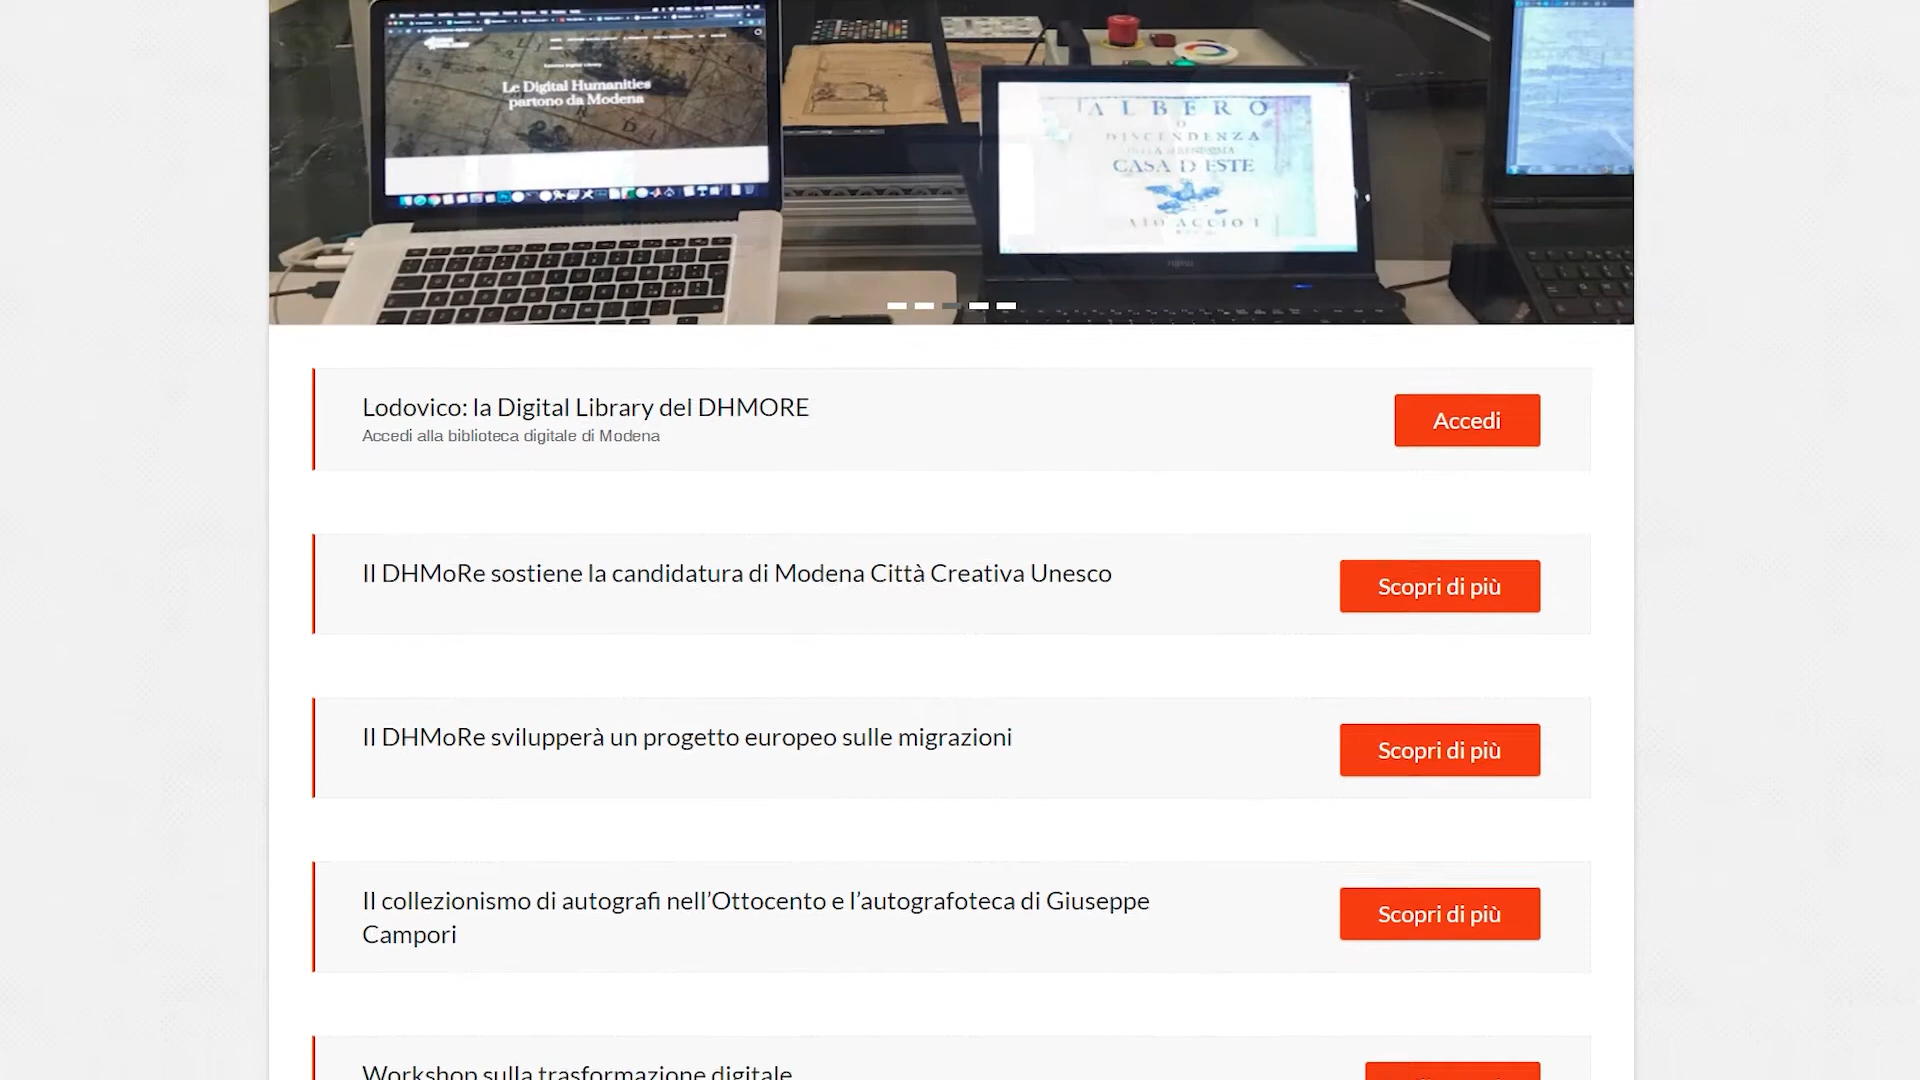 Le Digital Humanities
partono da Modena
ALBERO
O
DISCENDENZA
CASA D'ESTE
FUJITSU
Lodovico: la Digital Library del DHMORE
Accedi alla biblioteca digitale di Modena
Accedi
Il DHMoRe sostiene la candidatura di Modena Città Creativa Unesco
Scopri di più
Il DHMoRe svilupperà un progetto europeo sulle migrazioni
Scopri di più
Il collezionismo di autografi nell’Ottocento e l’autografoteca di Giuseppe
Campori
Scopri di più
Workshop sulla trasformazione digitale